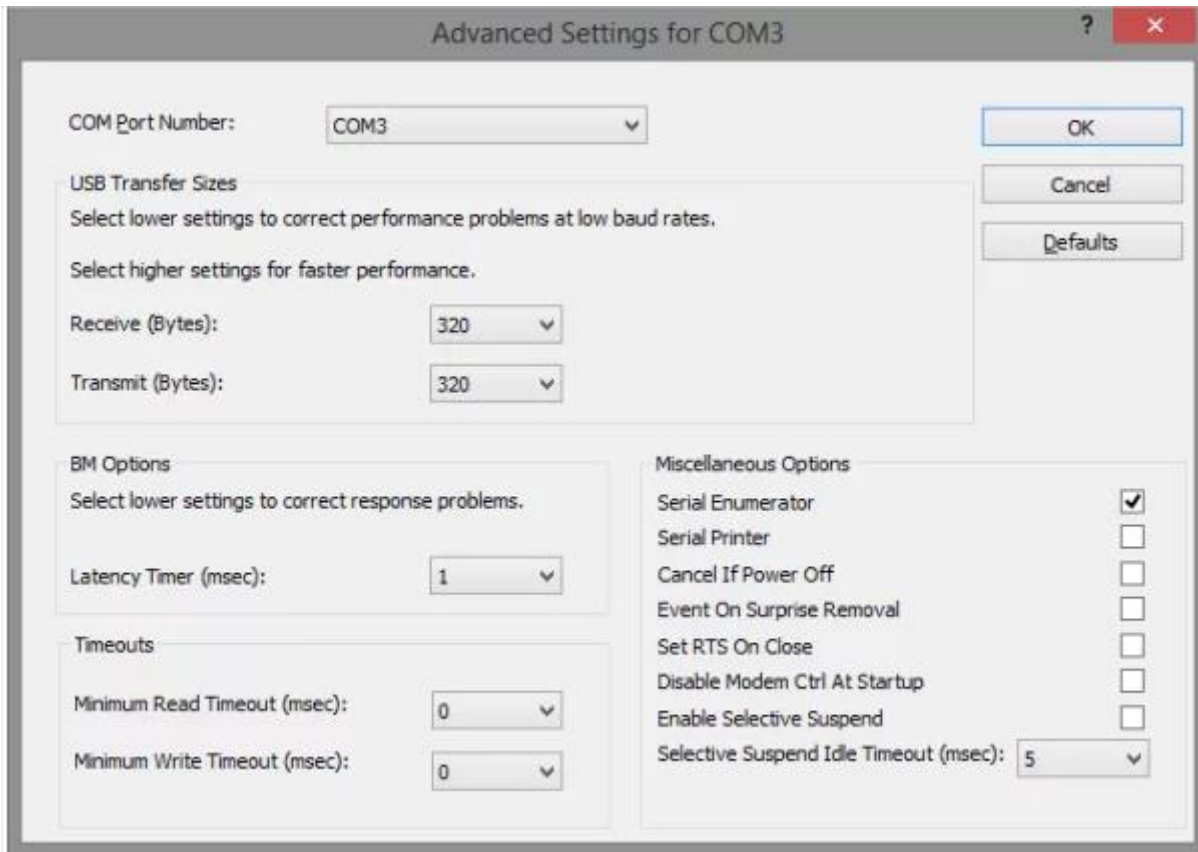 Advanced Settings for COM3
?
COM Port Number:
COM3
OK
Cancel
Defaults
USB Transfer Sizes
Select lower settings to correct performance problems at low baud rates.
Select higher settings for faster performance.
Receive (Bytes):
320
Transmit (Bytes):
320
BM Options
Select lower settings to correct response problems.
Latency Timer (msec):
1
Timeouts
Minimum Read Timeout (msec):
0
Minimum Write Timeout (msec):
0
Miscellaneous Options
Serial Enumerator
Serial Printer
Cancel If Power Off
Event On Surprise Removal
Set RTS On Close
Disable Modem Ctrl At Startup
Enable Selective Suspend
Selective Suspend Idle Timeout (msec):
5